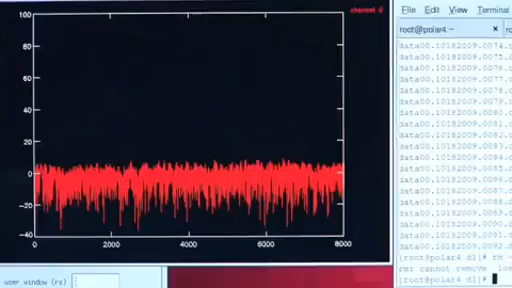 channel 0
100
80
60
40
20
0
-20
-40
0 2000 4000 6000 8000
user window (rs)
File Edit View Terminal
root@polar4:~
data00.10182009.0074.
data00.10182009.0075.
data00.10182009.0076.
data00.10182009.0077.
data00.10182009.0078.
data00.10182009.0079.
data00.10182009.0080.
data00.10182009.0081.
data00.10182009.0082.
data00.10182009.0083.
data00.10182009.0084.
data00.10182009.0085.
data00.10182009.0090.
data00.10182009.0091.
data00.10182009.0087.
data00.10182009.0088.
data00.10182009.0089.
data00.10182009.0090.
data00.10182009.0091.
data00.10182009.0092.
[root@polar4 d1]# rm
rm: cannot remove
[root@polar4 d1]#